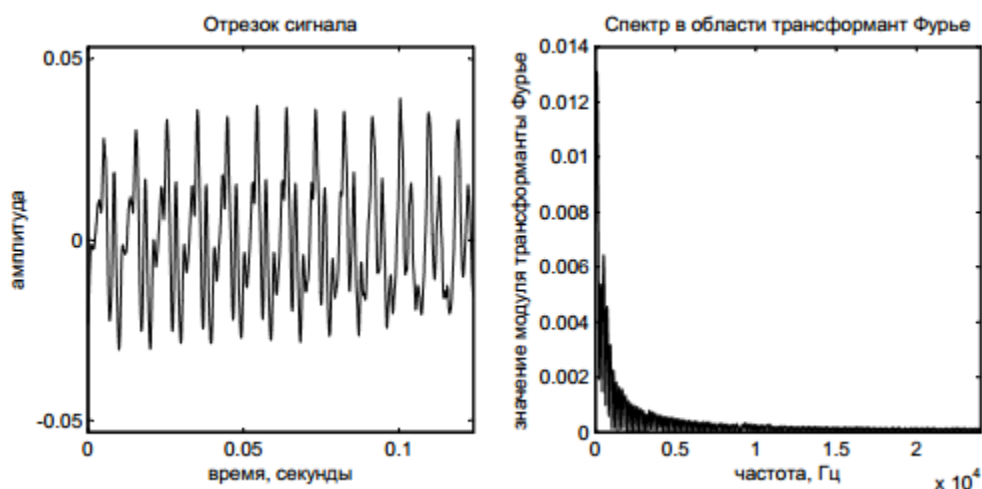 Отрезок сигнала
0.05
0
-0.05
амплитуда
0
0.05
0.1
время, секунды
Спектр в области трансформант Фурье
0.014
0.012
0.01
0.008
0.006
0.004
0.002
0
значение модуля трансформанты Фурье
0
0.5
1
1.5
2
частота, Гц
x 10⁴